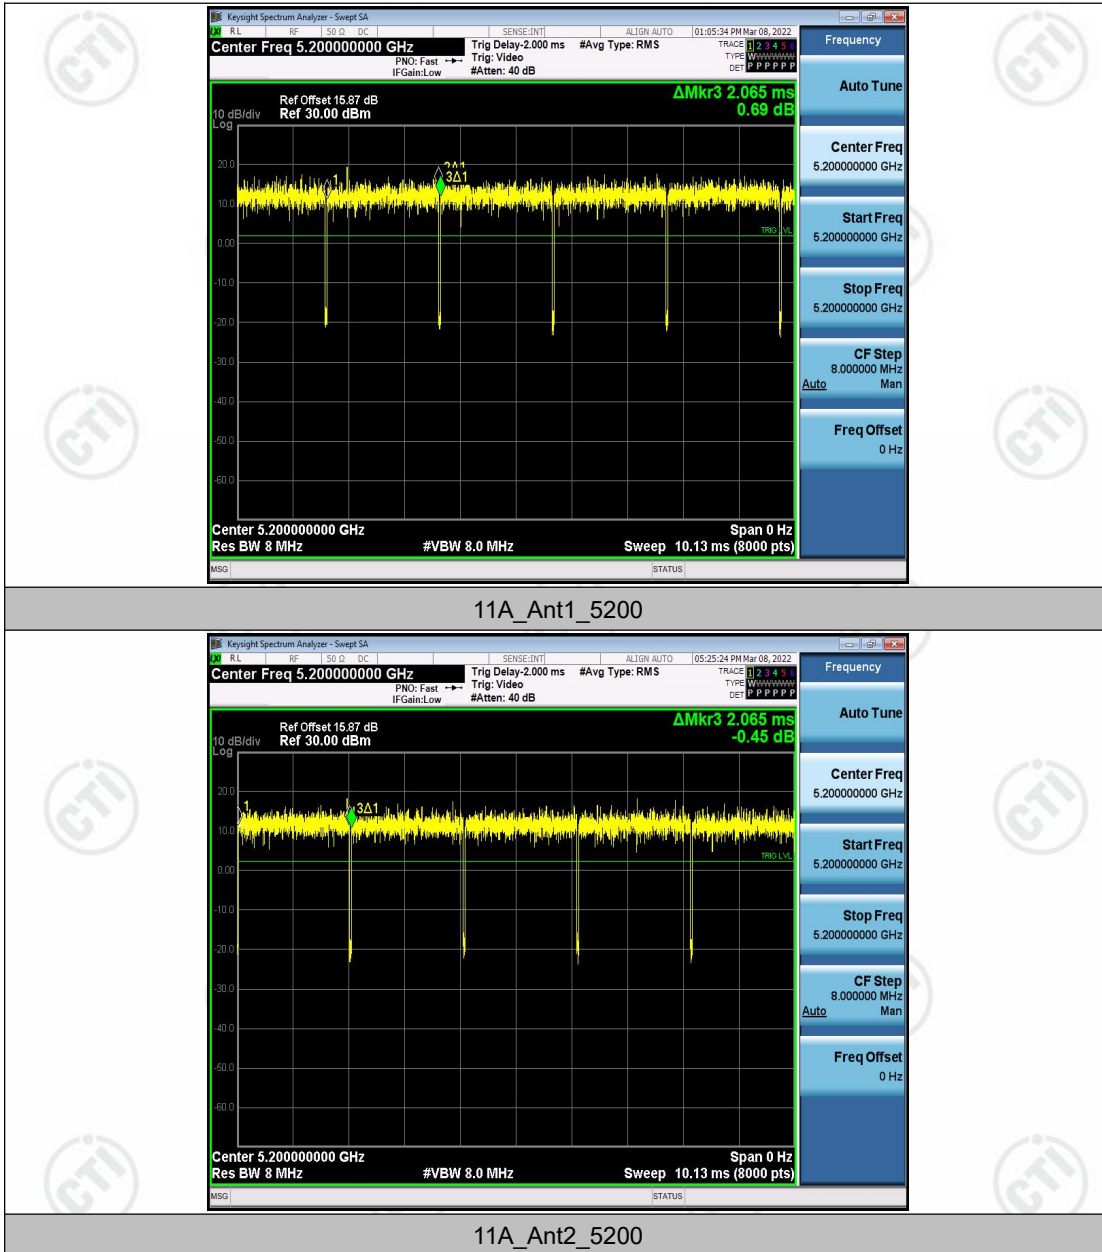 Keysight Spectrum Analyzer - Swept SA
RL RF 50 Ω DC SENSE:INT ALIGN AUTO 01:05:34 PM Mar 08, 2022
Center Freq 5.200000000 GHz
PNO: Fast
IFGain:Low
Trig Delay-2.000 ms
Trig: Video
#Atten: 40 dB
#Avg Type: RMS
TRACE 1 2 3 4 5 6
TYPE W
DET P P P P P P
Frequency
Auto Tune
Center Freq
5.200000000 GHz
Start Freq
5.200000000 GHz
Stop Freq
5.200000000 GHz
CF Step
8.000000 MHz
Auto Man
Freq Offset
0 Hz
ΔMkr3 2.065 ms
0.69 dB
Ref Offset 15.87 dB
10 dB/div Ref 30.00 dBm
Log
20.0
10.0
0.00
-10.0
-20.0
-30.0
-40.0
-50.0
-60.0
1
2Δ1
3Δ1
TRIG LVL
Center 5.200000000 GHz Span 0 Hz
Res BW 8 MHz #VBW 8.0 MHz Sweep 10.13 ms (8000 pts)
MSG STATUS
11A_Ant1_5200
Keysight Spectrum Analyzer - Swept SA
RL RF 50 Ω DC SENSE:INT ALIGN AUTO 05:25:24 PM Mar 08, 2022
Center Freq 5.200000000 GHz
PNO: Fast
IFGain:Low
Trig Delay-2.000 ms
Trig: Video
#Atten: 40 dB
#Avg Type: RMS
TRACE 1 2 3 4 5 6
TYPE W
DET P P P P P P
Frequency
Auto Tune
Center Freq
5.200000000 GHz
Start Freq
5.200000000 GHz
Stop Freq
5.200000000 GHz
CF Step
8.000000 MHz
Auto Man
Freq Offset
0 Hz
ΔMkr3 2.065 ms
-0.45 dB
Ref Offset 15.87 dB
10 dB/div Ref 30.00 dBm
Log
20.0
10.0
0.00
-10.0
-20.0
-30.0
-40.0
-50.0
-60.0
1
3Δ1
TRIG LVL
Center 5.200000000 GHz Span 0 Hz
Res BW 8 MHz #VBW 8.0 MHz Sweep 10.13 ms (8000 pts)
MSG STATUS
11A_Ant2_5200
CTI
CTI
CTI
CTI
CTI
CTI
CTI
CTI